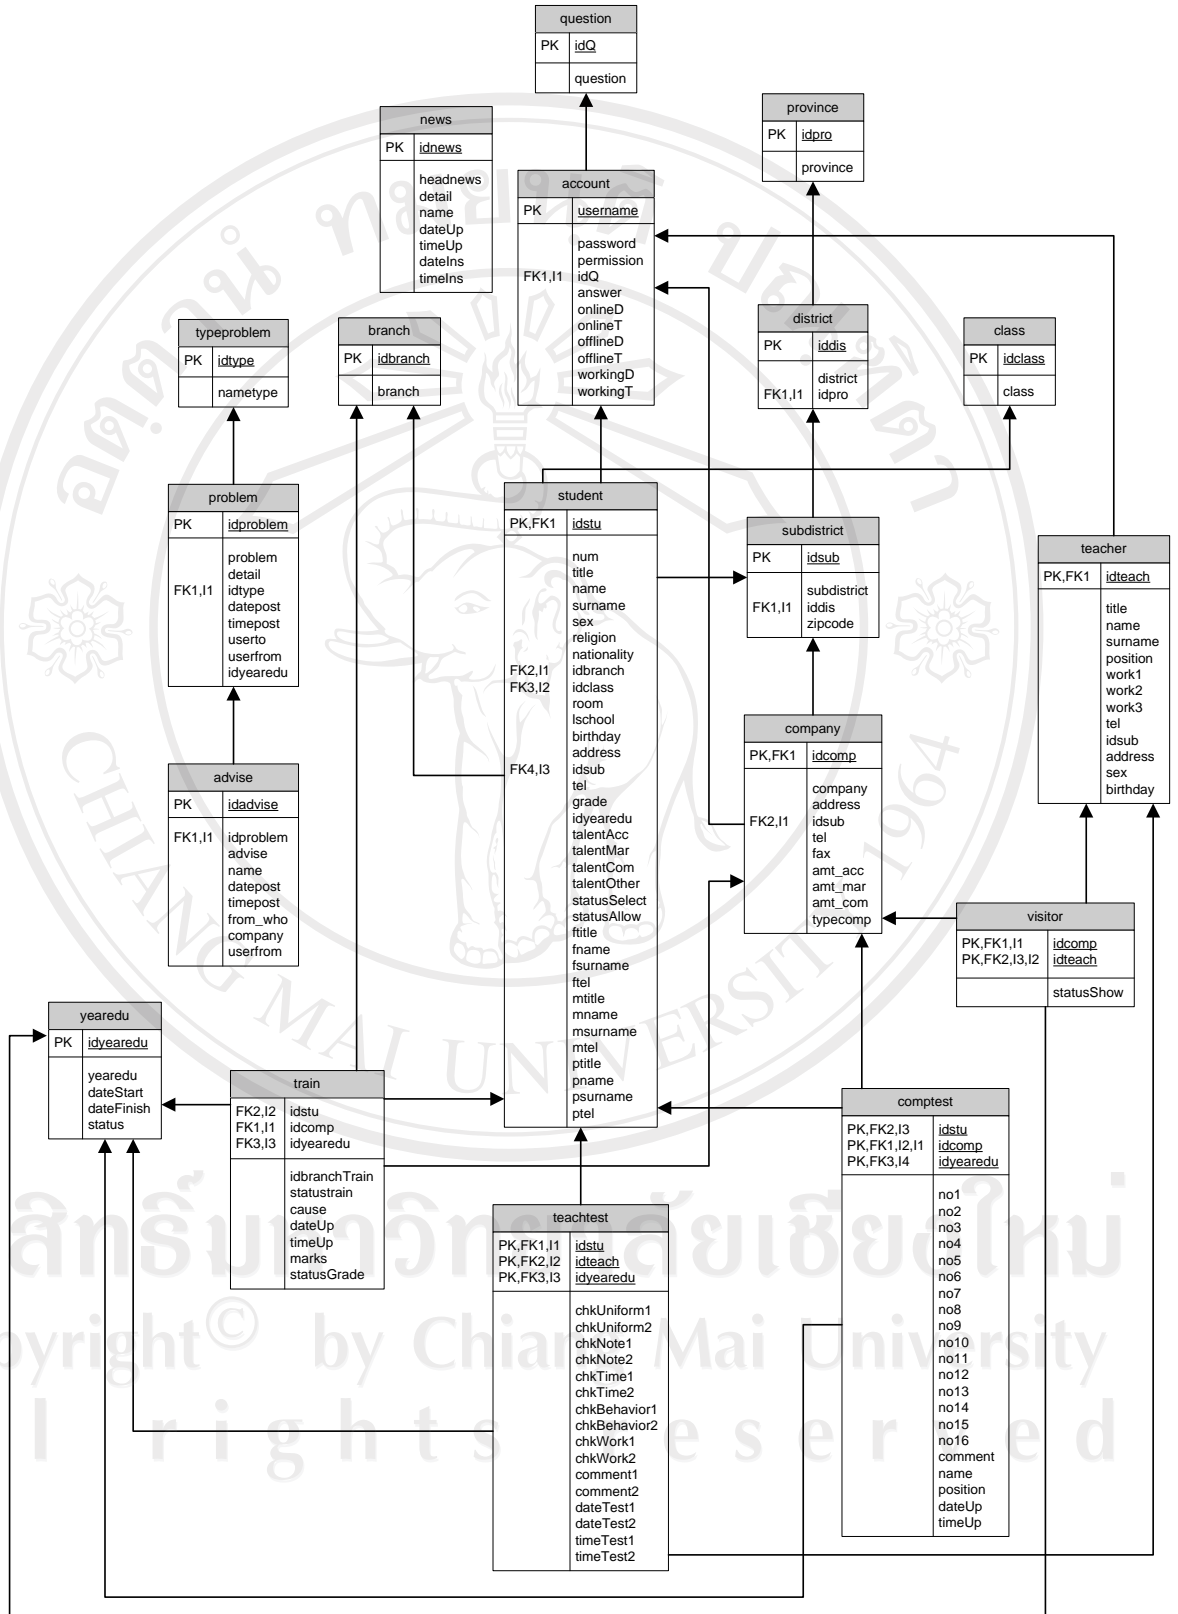 question
PK idQ
question
province
PK idpro
province
news
PK idnews
headnews
detail
name
dateUp
timeUp
dateIns
timeIns
account
PK username
password
permission
FK1,I1 idQ
answer
onlineD
onlineT
offlineD
offlineT
workingD
workingT
district
PK iddis
district
FK1,I1 idpro
class
PK idclass
class
typeproblem
PK idtype
nametype
branch
PK idbranch
branch
problem
PK idproblem
problem
detail
FK1,I1 idtype
datepost
timepost
userto
userfrom
idyearedu
student
PK,FK1 idstu
num
title
name
surname
sex
religion
nationality
FK2,I1 idbranch
FK3,I2 idclass
room
lschool
birthday
address
FK4,I3 idsub
tel
grade
idyearedu
talentAcc
talentMar
talentCom
talentOther
statusSelect
statusAllow
ftitle
fname
fsurname
ftel
mtitle
mname
msurname
mtel
ptitle
pname
psurname
ptel
subdistrict
PK idsub
subdistrict
FK1,I1 iddis
zipcode
teacher
PK,FK1 idteach
title
name
surname
position
work1
work2
work3
tel
idsub
address
sex
birthday
company
PK,FK1 idcomp
company
address
FK2,I1 idsub
tel
fax
amt_acc
amt_mar
amt_com
typecomp
advise
PK idadvise
FK1,I1 idproblem
advise
name
datepost
timepost
from_who
company
userfrom
visitor
PK,FK1,I1 idcomp
PK,FK2,I3,I2 idteach
statusShow
yearedu
PK idyearedu
yearedu
dateStart
dateFinish
status
train
FK2,I2 idstu
FK1,I1 idcomp
FK3,I3 idyearedu
idbranchTrain
statustrain
cause
dateUp
timeUp
marks
statusGrade
comptest
PK,FK2,I3 idstu
PK,FK1,I2,I1 idcomp
PK,FK3,I4 idyearedu
no1
no2
no3
no4
no5
no6
no7
no8
no9
no10
no11
no12
no13
no14
no15
no16
comment
name
position
dateUp
timeUp
teachtest
PK,FK1,I1 idstu
PK,FK2,I2 idteach
PK,FK3,I3 idyearedu
chkUniform1
chkUniform2
chkNote1
chkNote2
chkTime1
chkTime2
chkBehavior1
chkBehavior2
chkWork1
chkWork2
comment1
comment2
dateTest1
dateTest2
timeTest1
timeTest2
CHIANG MAI UNIVERSITY 1964
by Chiang Mai University
rights reserved